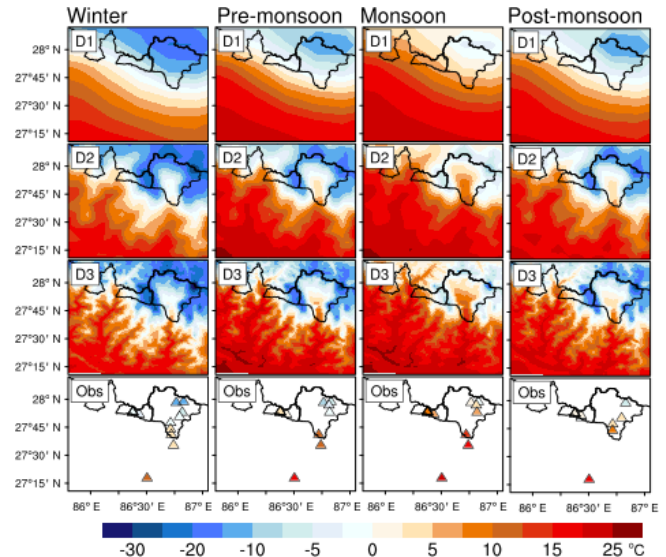 Winter Pre-monsoon Monsoon Post-monsoon
D1 D1 D1 D1
28° N
27°45' N
27°30' N
27°15' N
D2 D2 D2 D2
28° N
27°45' N
27°30' N
27°15' N
D3 D3 D3 D3
28° N
27°45' N
27°30' N
27°15' N
Obs Obs Obs Obs
28° N
27°45' N
27°30' N
27°15' N
86° E 86°30' E 87° E 86° E 86°30' E 87° E 86° E 86°30' E 87° E 86° E 86°30' E 87° E
-30 -20 -10 -5 0 5 10 15 25 °C